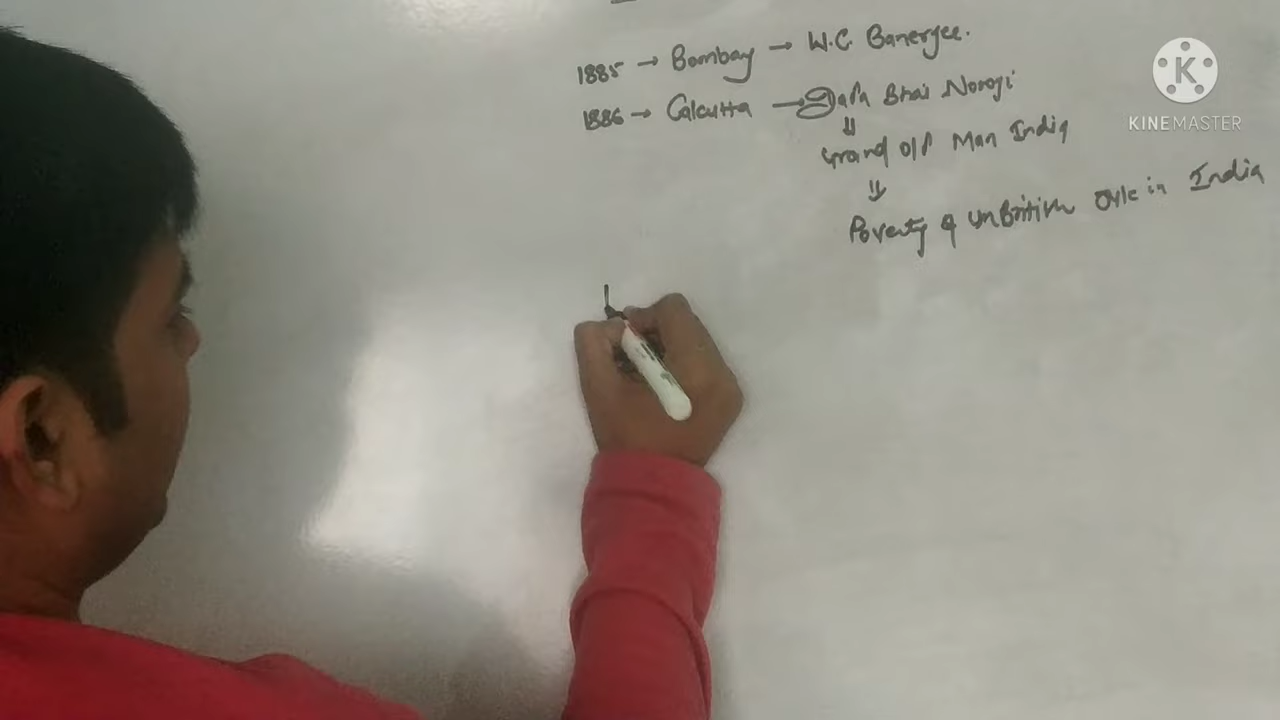 1885 → Bombay → W.C. Banerjee.
1886 → Calcutta → Dada Bhai Noroji
Grand Old Man India
Poverty & UnBritish Rule in India
K
KINEMASTER